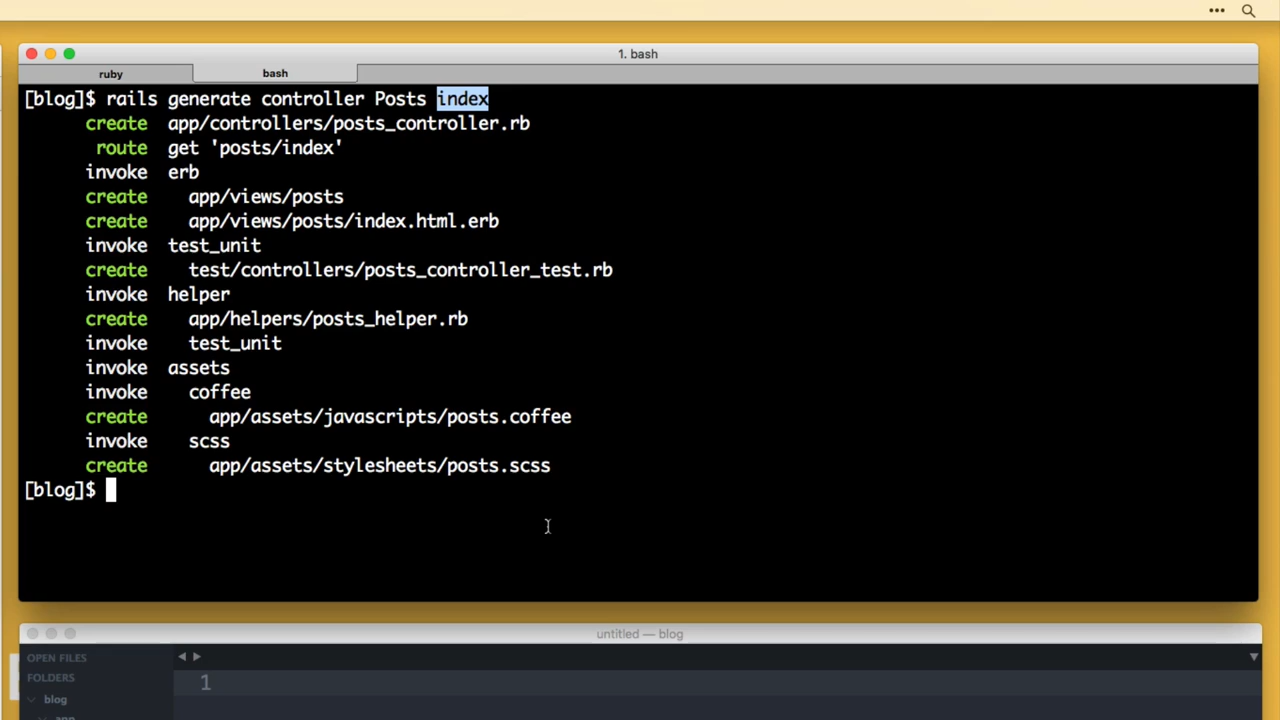 1. bash
ruby
bash
[blog]$ rails generate controller Posts index
create app/controllers/posts_controller.rb
route get 'posts/index'
invoke erb
create app/views/posts
create app/views/posts/index.html.erb
invoke test_unit
create test/controllers/posts_controller_test.rb
invoke helper
create app/helpers/posts_helper.rb
invoke test_unit
invoke assets
invoke coffee
create app/assets/javascripts/posts.coffee
invoke scss
create app/assets/stylesheets/posts.scss
[blog]$
untitled — blog
OPEN FILES
FOLDERS
1
blog
app